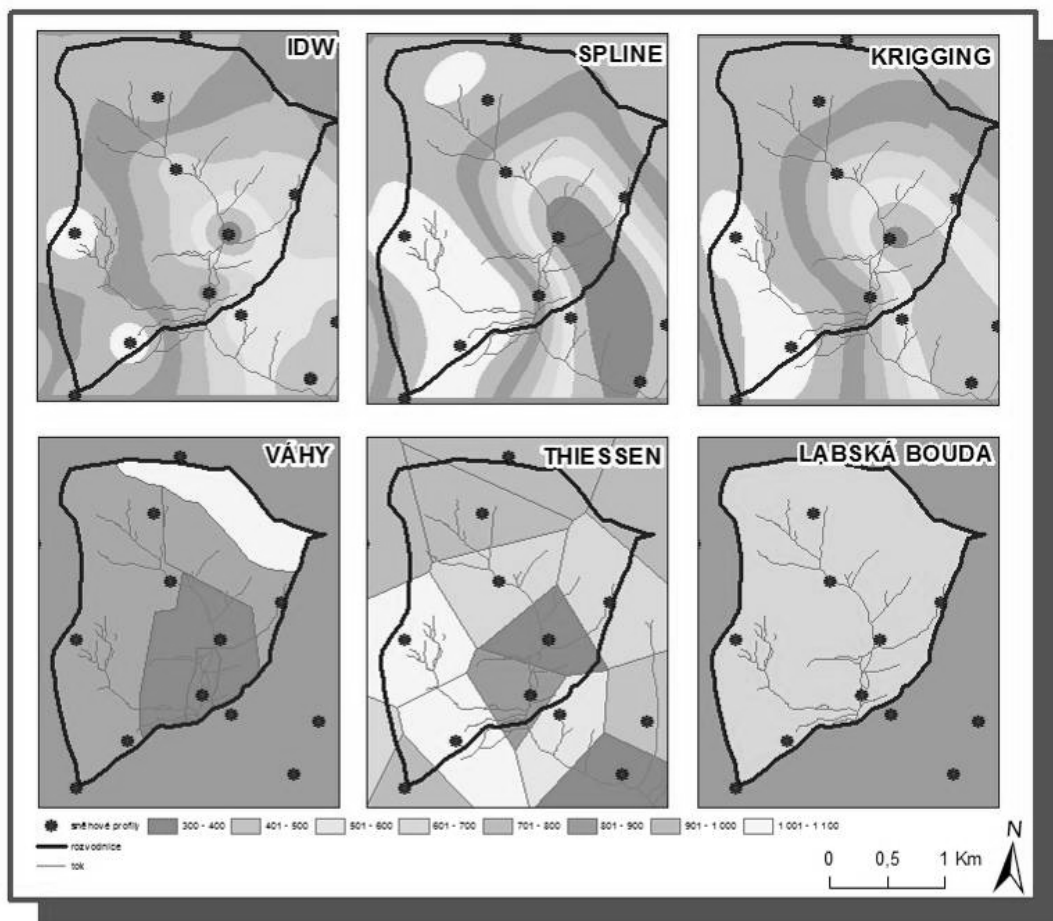 IDW
SPLINE
KRIGGING
VÁHY
THIESSEN
LABSKÁ BOUDA
sněhové profily 300 - 400 401 - 500 501 - 600 601 - 700 701 - 800 801 - 900 901 - 1 000 1 001 - 1 100
rozvodnice
tok
N
0 0,5 1 Km